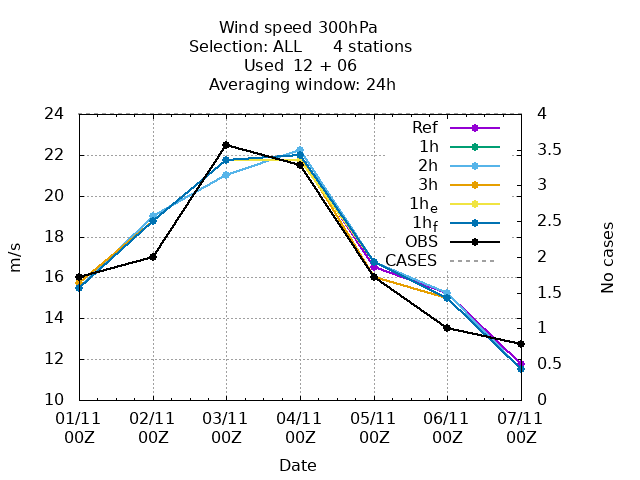 Wind speed 300hPa
Selection: ALL 4 stations
Used 12 + 06
Averaging window: 24h
24
22
20
18
16
14
12
10
m/s
4
3.5
3
2.5
2
1.5
1
0.5
0
No cases
Ref
1h
2h
3h
1he
1hf
OBS
CASES
01/11 02/11 03/11 04/11 05/11 06/11 07/11
00Z 00Z 00Z 00Z 00Z 00Z 00Z
Date